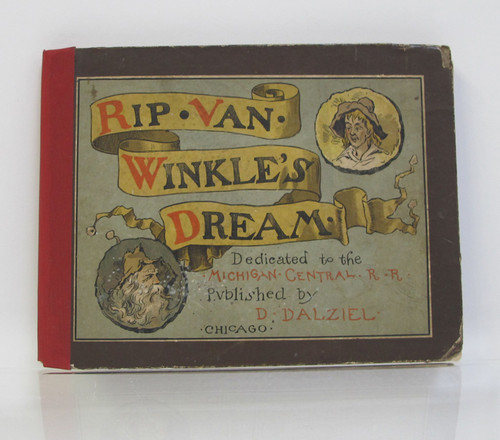 RIP · VAN ·
WINKLE'S
DREAM ·
Dedicated to the
MICHIGAN · CENTRAL · R · R ·
Published by
D · DALZIEL ·
· CHICAGO ·